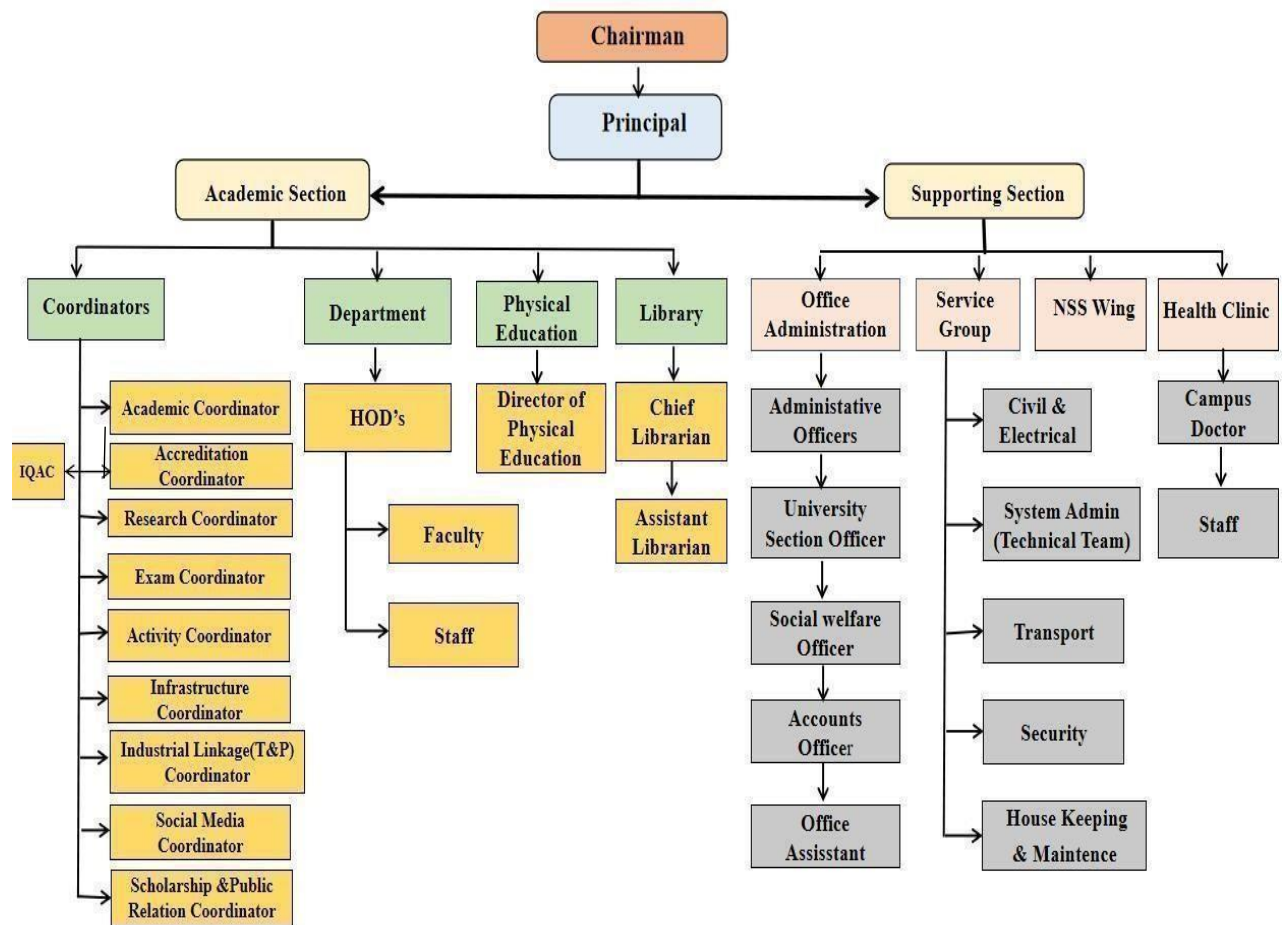 Chairman
Principal
Academic Section
Supporting Section
Coordinators
Department
Physical
Education
Library
Office
Administration
Service
Group
NSS Wing
Health Clinic
Academic Coordinator
IQAC
Accreditation
Coordinator
Research Coordinator
Exam Coordinator
Activity Coordinator
Infrastructure
Coordinator
Industrial Linkage(T&P)
Coordinator
Social Media
Coordinator
Scholarship &Public
Relation Coordinator
HOD's
Faculty
Staff
Director of
Physical
Education
Chief
Librarian
Assistant
Librarian
Administative
Officers
University
Section Officer
Social welfare
Officer
Accounts
Officer
Office
Assisstant
Civil &
Electrical
System Admin
(Technical Team)
Transport
Security
House Keeping
& Maintence
Campus
Doctor
Staff